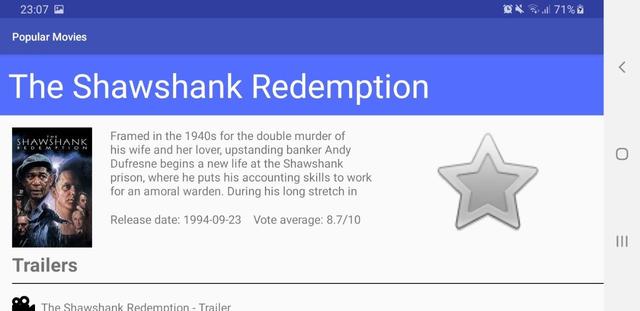 23:07
71%
Popular Movies
The Shawshank Redemption
THE
SHAWSHANK
REDEMPTION
Framed in the 1940s for the double murder of
his wife and her lover, upstanding banker Andy
Dufresne begins a new life at the Shawshank
prison, where he puts his accounting skills to work
for an amoral warden. During his long stretch in
Release date: 1994-09-23 Vote average: 8.7/10
Trailers
The Shawshank Redemption - Trailer